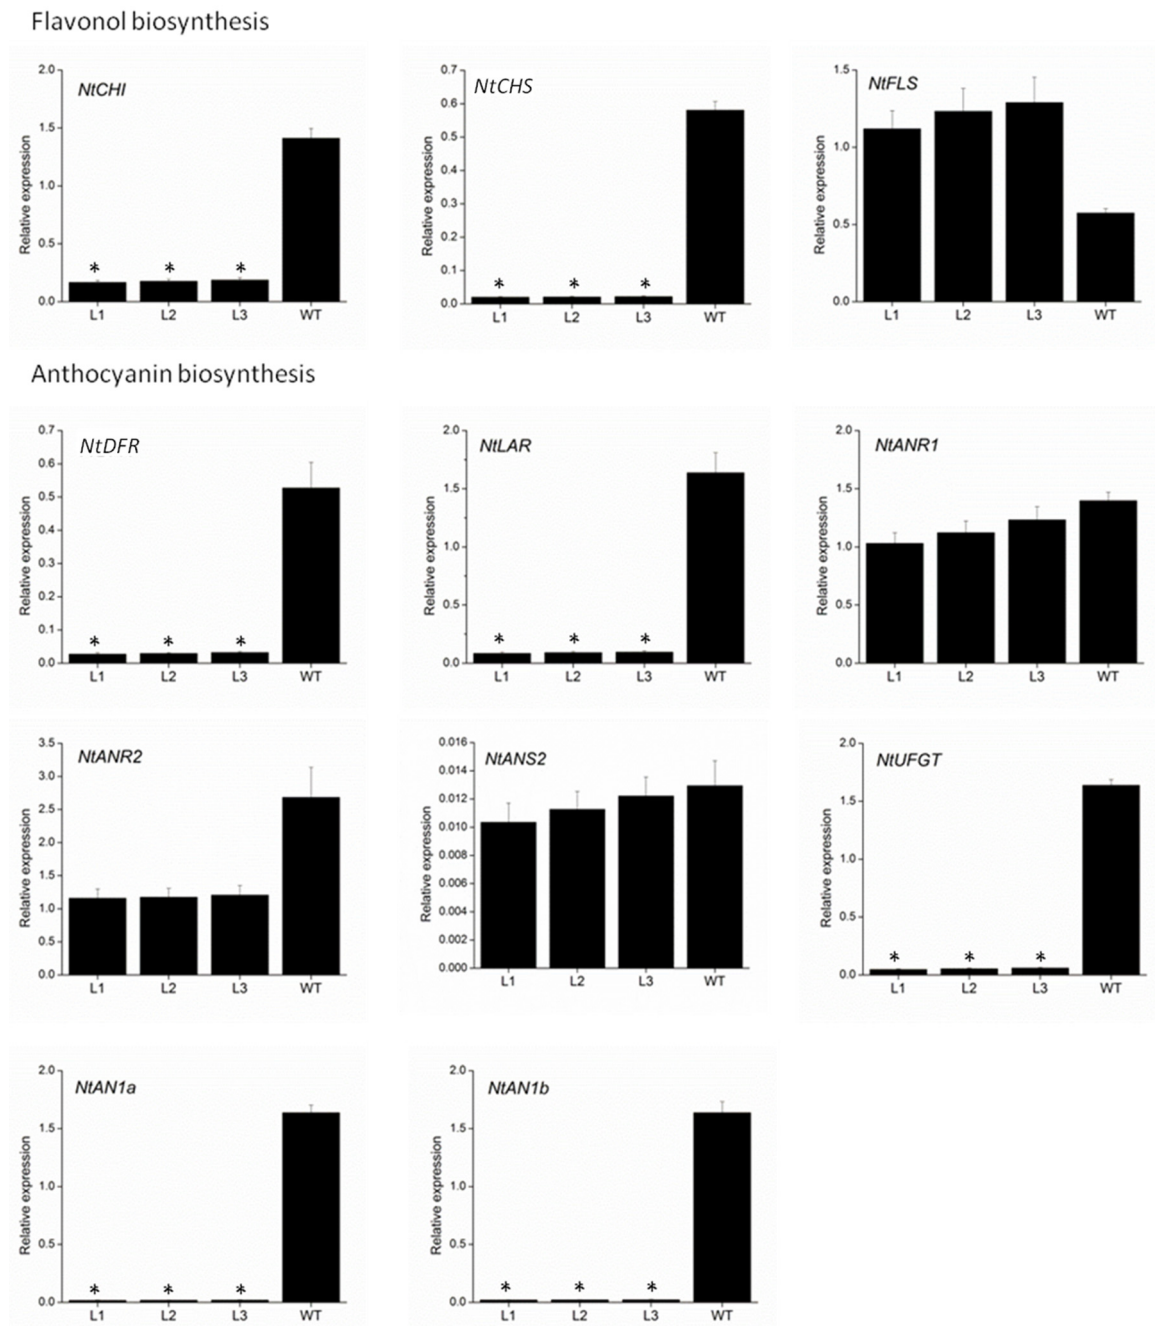 Flavonol biosynthesis
NtCHI
Relative expression
2.0
1.5
1.0
0.5
0.0
* * *
L1 L2 L3 WT
NtCHS
Relative expression
0.7
0.6
0.5
0.4
0.3
0.2
0.1
0.0
* * *
L1 L2 L3 WT
NtFLS
Relative expression
1.5
1.0
0.5
0.0
L1 L2 L3 WT
Anthocyanin biosynthesis
NtDFR
Relative expression
0.7
0.6
0.5
0.4
0.3
0.2
0.1
0.0
* * *
L1 L2 L3 WT
NtLAR
Relative expression
2.0
1.5
1.0
0.5
0.0
* * *
L1 L2 L3 WT
NtANR1
Relative expression
2.0
1.5
1.0
0.5
0.0
L1 L2 L3 WT
NtANR2
Relative expression
3.5
3.0
2.5
2.0
1.5
1.0
0.5
0.0
L1 L2 L3 WT
NtANS2
Relative expression
0.016
0.014
0.012
0.010
0.008
0.006
0.004
0.002
0.000
L1 L2 L3 WT
NtUFGT
Relative expression
2.0
1.5
1.0
0.5
0.0
* * *
L1 L2 L3 WT
NtAN1a
Relative expression
2.0
1.5
1.0
0.5
0.0
* * *
L1 L2 L3 WT
NtAN1b
Relative expression
2.0
1.5
1.0
0.5
0.0
* * *
L1 L2 L3 WT